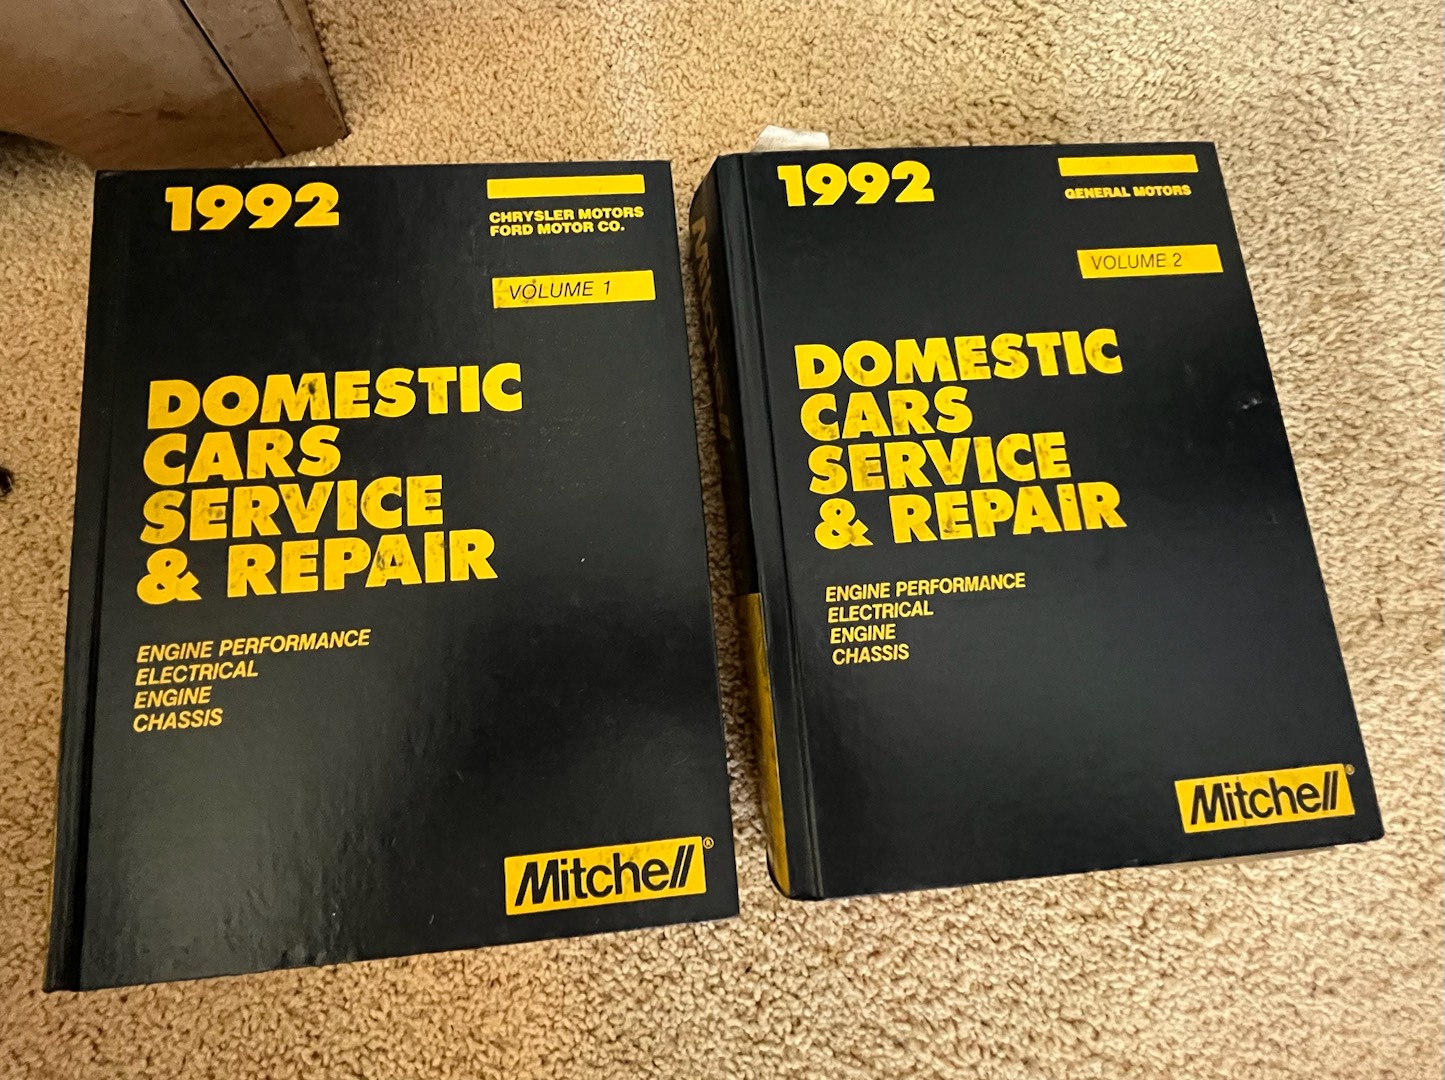 1992
CHRYSLER MOTORS
FORD MOTOR CO.
VOLUME 1
DOMESTIC
CARS
SERVICE
& REPAIR
ENGINE PERFORMANCE
ELECTRICAL
ENGINE
CHASSIS
Mitchell®
1992
GENERAL MOTORS
VOLUME 2
DOMESTIC
CARS
SERVICE
& REPAIR
ENGINE PERFORMANCE
ELECTRICAL
ENGINE
CHASSIS
Mitchell®